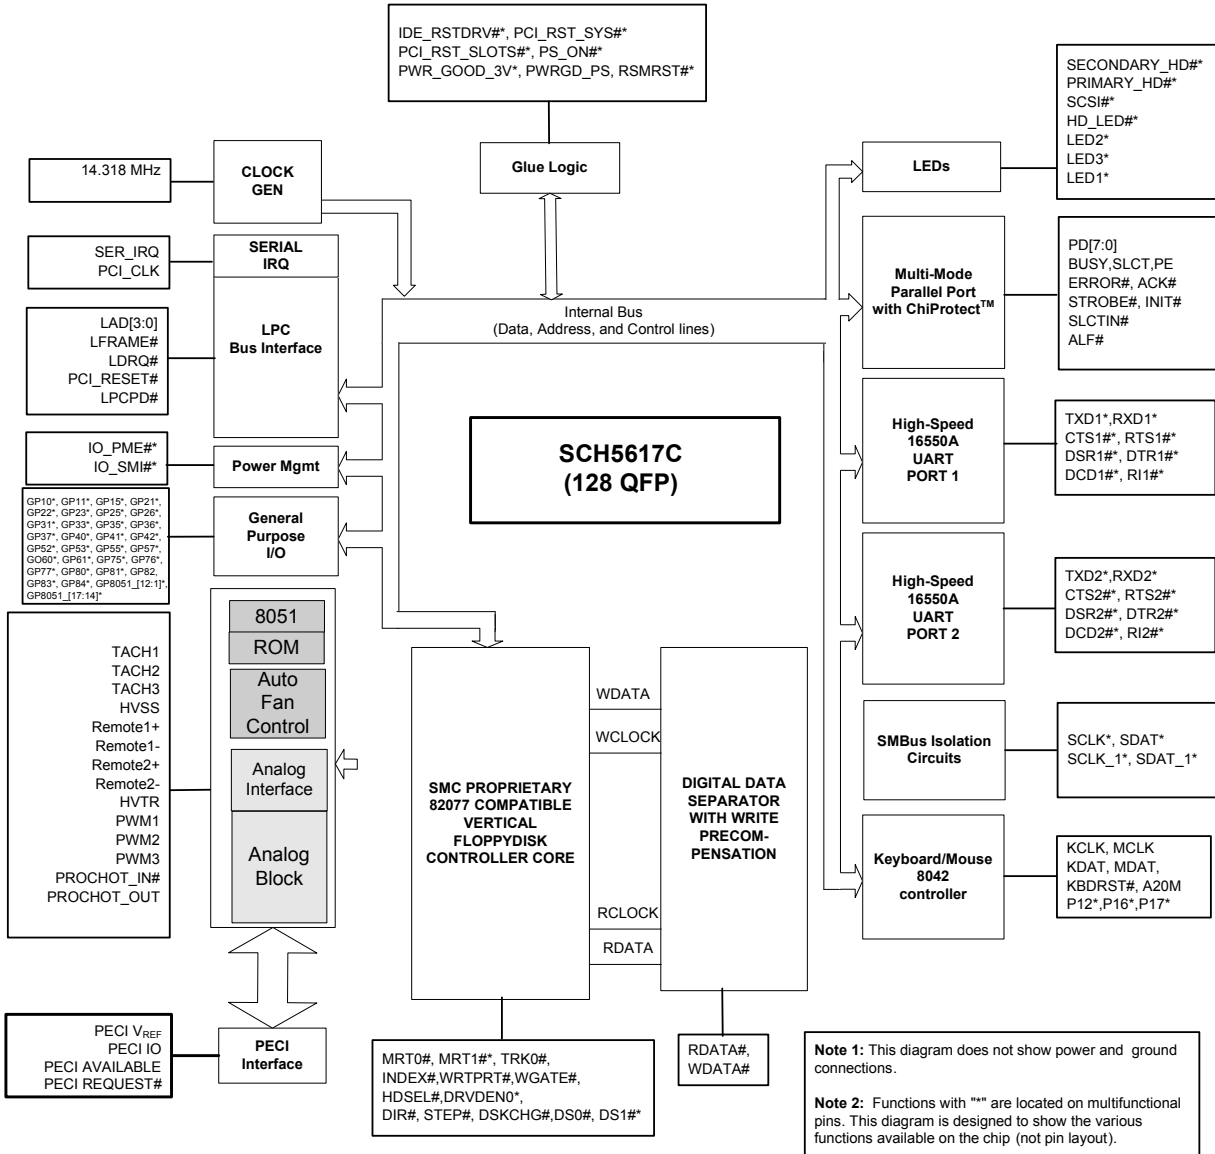 IDE_RSTDRV#*, PCI_RST_SYS#*
PCI_RST_SLOTS#*, PS_ON#*
PWR_GOOD_3V*, PWRGD_PS, RSMRST#*
Glue Logic
14.318 MHz
CLOCK
GEN
SER_IRQ
PCI_CLK
SERIAL
IRQ
LAD[3:0]
LFRAME#
LDRQ#
PCI_RESET#
LPCPD#
LPC
Bus Interface
IO_PME#*
IO_SMI#*
Power Mgmt
GP10*, GP11*, GP15*, GP21*,
GP22*, GP23*, GP25*, GP26*,
GP31*, GP33*, GP35*, GP36*,
GP37*, GP40*, GP41*, GP42*,
GP52*, GP53*, GP55*, GP57*,
GO60*, GP61*, GP75*, GP76*,
GP77*, GP80*, GP81*, GP82,
GP83*, GP84*, GP8051_[12:1]*,
GP8051_[17:14]*
General
Purpose
I/O
TACH1
TACH2
TACH3
HVSS
Remote1+
Remote1-
Remote2+
Remote2-
HVTR
PWM1
PWM2
PWM3
PROCHOT_IN#
PROCHOT_OUT
8051
ROM
Auto
Fan
Control
Analog
Interface
Analog
Block
PECI VREF
PECI IO
PECI AVAILABLE
PECI REQUEST#
PECI
Interface
Internal Bus
(Data, Address, and Control lines)
SCH5617C
(128 QFP)
SMC PROPRIETARY
82077 COMPATIBLE
VERTICAL
FLOPPYDISK
CONTROLLER CORE
WDATA
WCLOCK
RCLOCK
RDATA
DIGITAL DATA
SEPARATOR
WITH WRITE
PRECOM-
PENSATION
MRT0#, MRT1#*, TRK0#,
INDEX#,WRTPRT#,WGATE#,
HDSEL#,DRVDEN0*,
DIR#, STEP#, DSKCHG#,DS0#, DS1#*
RDATA#,
WDATA#
LEDs
SECONDARY_HD#*
PRIMARY_HD#*
SCSI#*
HD_LED#*
LED2*
LED3*
LED1*
Multi-Mode
Parallel Port
with ChiProtect™
PD[7:0]
BUSY,SLCT,PE
ERROR#, ACK#
STROBE#, INIT#
SLCTIN#
ALF#
High-Speed
16550A
UART
PORT 1
TXD1*,RXD1*
CTS1#*, RTS1#*
DSR1#*, DTR1#*
DCD1#*, RI1#*
High-Speed
16550A
UART
PORT 2
TXD2*,RXD2*
CTS2#*, RTS2#*
DSR2#*, DTR2#*
DCD2#*, RI2#*
SMBus Isolation
Circuits
SCLK*, SDAT*
SCLK_1*, SDAT_1*
Keyboard/Mouse
8042
controller
KCLK, MCLK
KDAT, MDAT,
KBDRST#, A20M
P12*,P16*,P17*
Note 1: This diagram does not show power and ground
connections.
Note 2: Functions with "*" are located on multifunctional
pins. This diagram is designed to show the various
functions available on the chip (not pin layout).